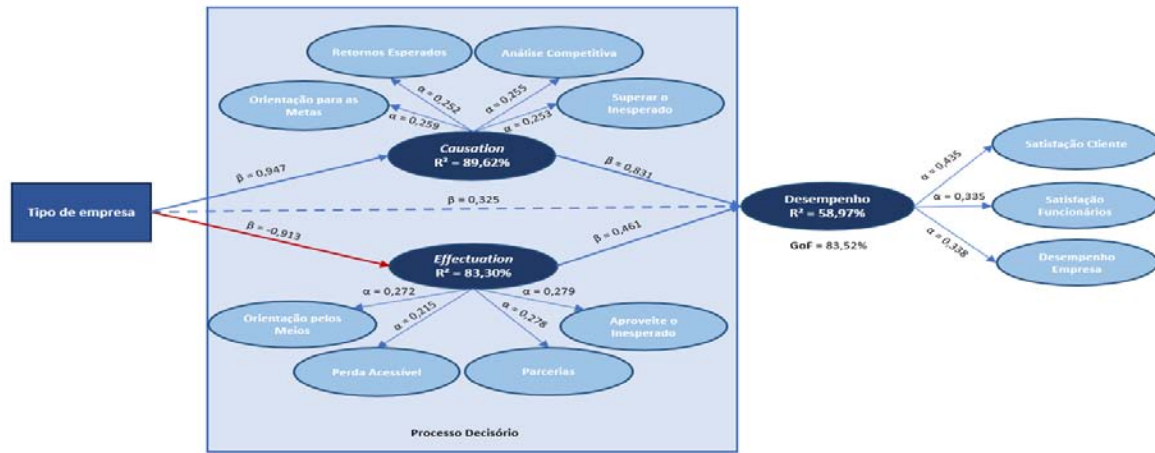 Retornos Esperados
Análise Competitiva
Orientação para as
Metas
Superar o
Inesperado
α = 0,252
α = 0,255
α = 0,259
α = 0,253
Causation
R² = 89,62%
β = 0,947
β = 0,831
Tipo de empresa
β = 0,325
β = -0,913
β = 0,461
Effectuation
R² = 83,30%
α = 0,272
α = 0,215
α = 0,278
α = 0,279
Orientação pelos
Meios
Aproveite o
Inesperado
Perda Acessível
Parcerias
Processo Decisório
Desempenho
R² = 58,97%
GoF = 83,52%
α = 0,435
α = 0,335
α = 0,338
Satisfação Cliente
Satisfação
Funcionários
Desempenho
Empresa